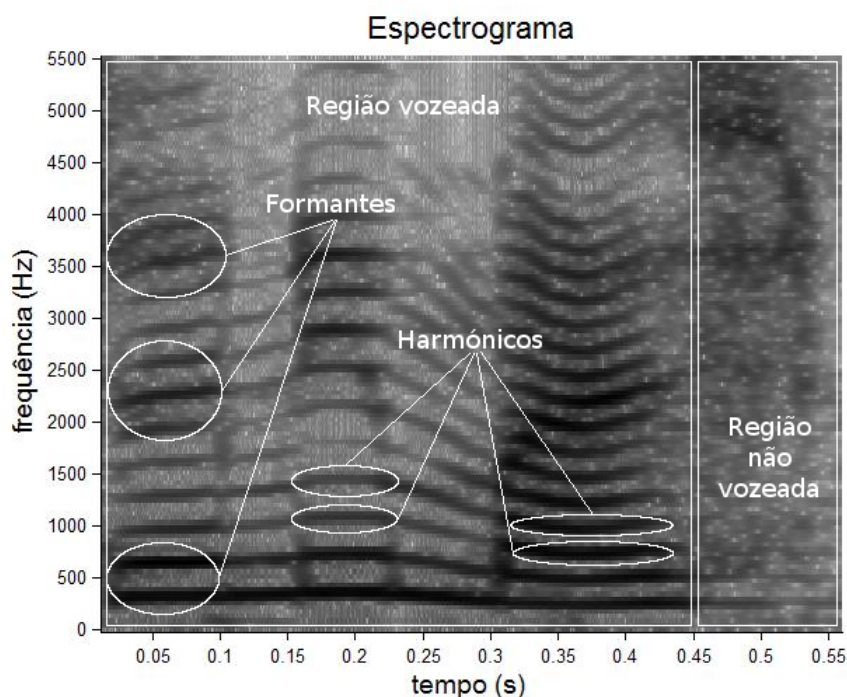 Espectrograma
5500
5000
4500
4000
3500
3000
2500
2000
1500
1000
500
0
frequência (Hz)
Região vozeada
Formantes
Harmónicos
Região
não
vozeada
0.05
0.1
0.15
0.2
0.25
0.3
0.35
0.4
0.45
0.5
0.55
tempo (s)